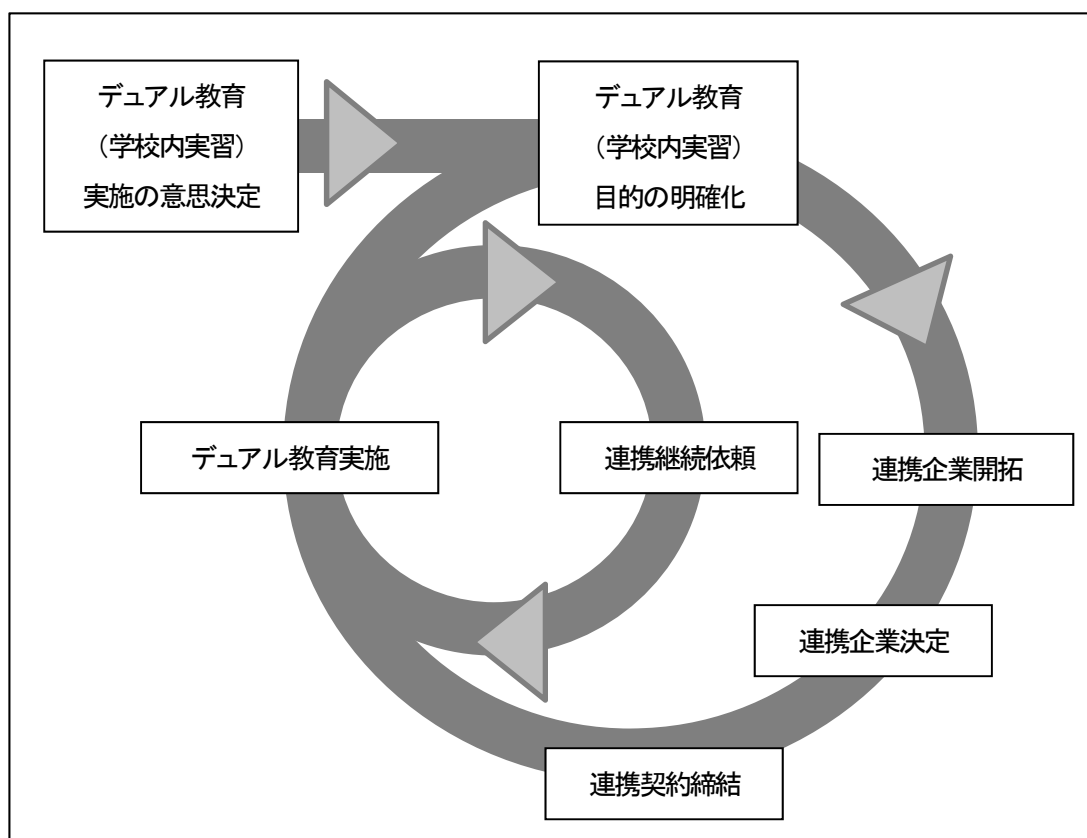 デュアル教育
（学校内実習）
実施の意思決定
デュアル教育
（学校内実習）
目的の明確化
デュアル教育実施
連携継続依頼
連携企業開拓
連携企業決定
連携契約締結